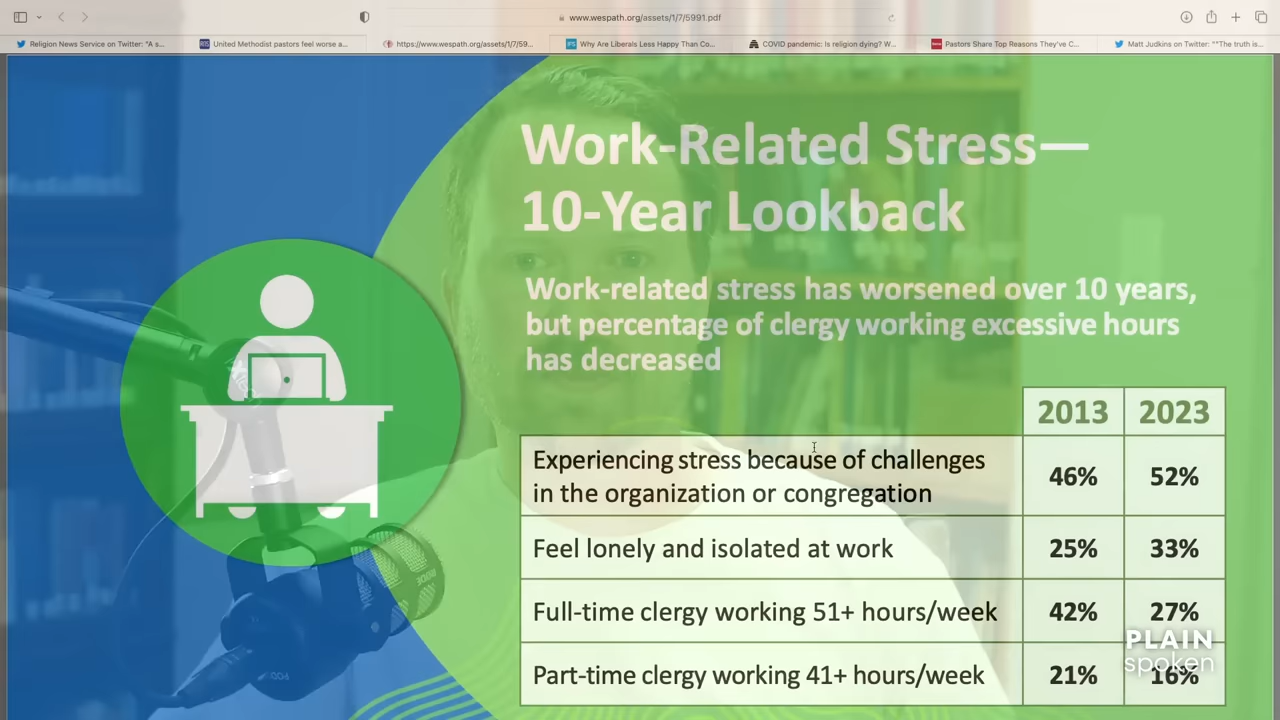 www.wespath.org/assets/1/7/5991.pdf
Religion News Service on Twitter: "A s...
United Methodist pastors feel worse a...
https://www.wespath.org/assets/1/7/59...
Why Are Liberals Less Happy Than Co...
COVID pandemic: Is religion dying? W...
Pastors Share Top Reasons They've C...
Matt Judkins on Twitter: ""The truth is...
Work-Related Stress—
10-Year Lookback
Work-related stress has worsened over 10 years,
but percentage of clergy working excessive hours
has decreased
2013 2023
Experiencing stress because of challenges
in the organization or congregation
46% 52%
Feel lonely and isolated at work 25% 33%
Full-time clergy working 51+ hours/week 42% 27%
Part-time clergy working 41+ hours/week 21% 16%
PLAIN
spoken
RØDE